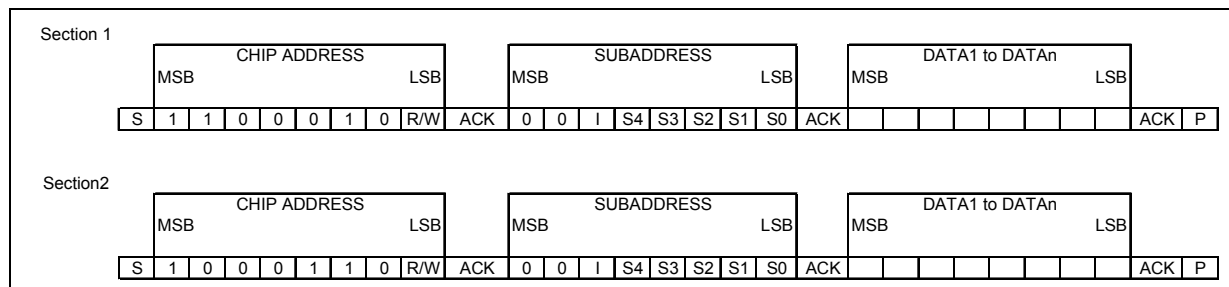 Section 1
CHIP ADDRESS SUBADDRESS DATA1 to DATAn
MSB LSB MSB LSB MSB LSB
S 1 1 0 0 0 1 0 R/W ACK 0 0 I S4 S3 S2 S1 S0 ACK ACK P
Section2
CHIP ADDRESS SUBADDRESS DATA1 to DATAn
MSB LSB MSB LSB MSB LSB
S 1 0 0 0 1 1 0 R/W ACK 0 0 I S4 S3 S2 S1 S0 ACK ACK P